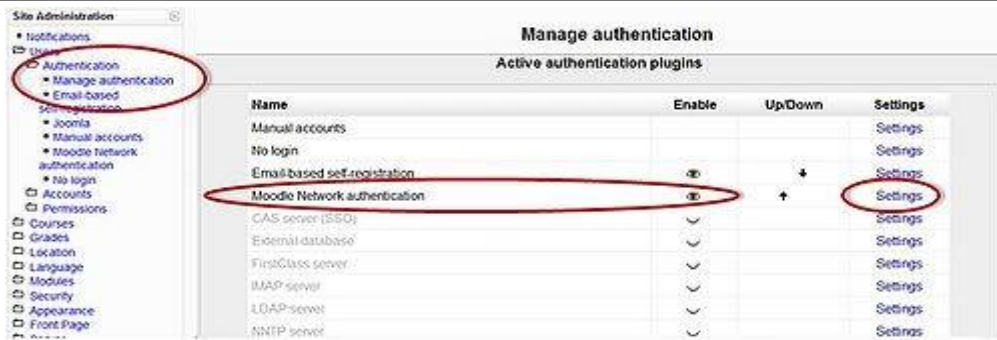 Site Administration
Notifications
Users
Authentication
Manage authentication
Email-based
self-registration
Joomla
Manual accounts
Moodle Network
authentication
No login
Accounts
Permissions
Courses
Grades
Location
Language
Modules
Security
Appearance
Front Page
Manage authentication
Active authentication plugins
Name Enable Up/Down Settings
Manual accounts Settings
No login Settings
Email-based self-registration Settings
Moodle Network authentication Settings
CAS server (SSO) Settings
External database Settings
FirstClass server Settings
IMAP server Settings
LDAP server Settings
NNTP server Settings